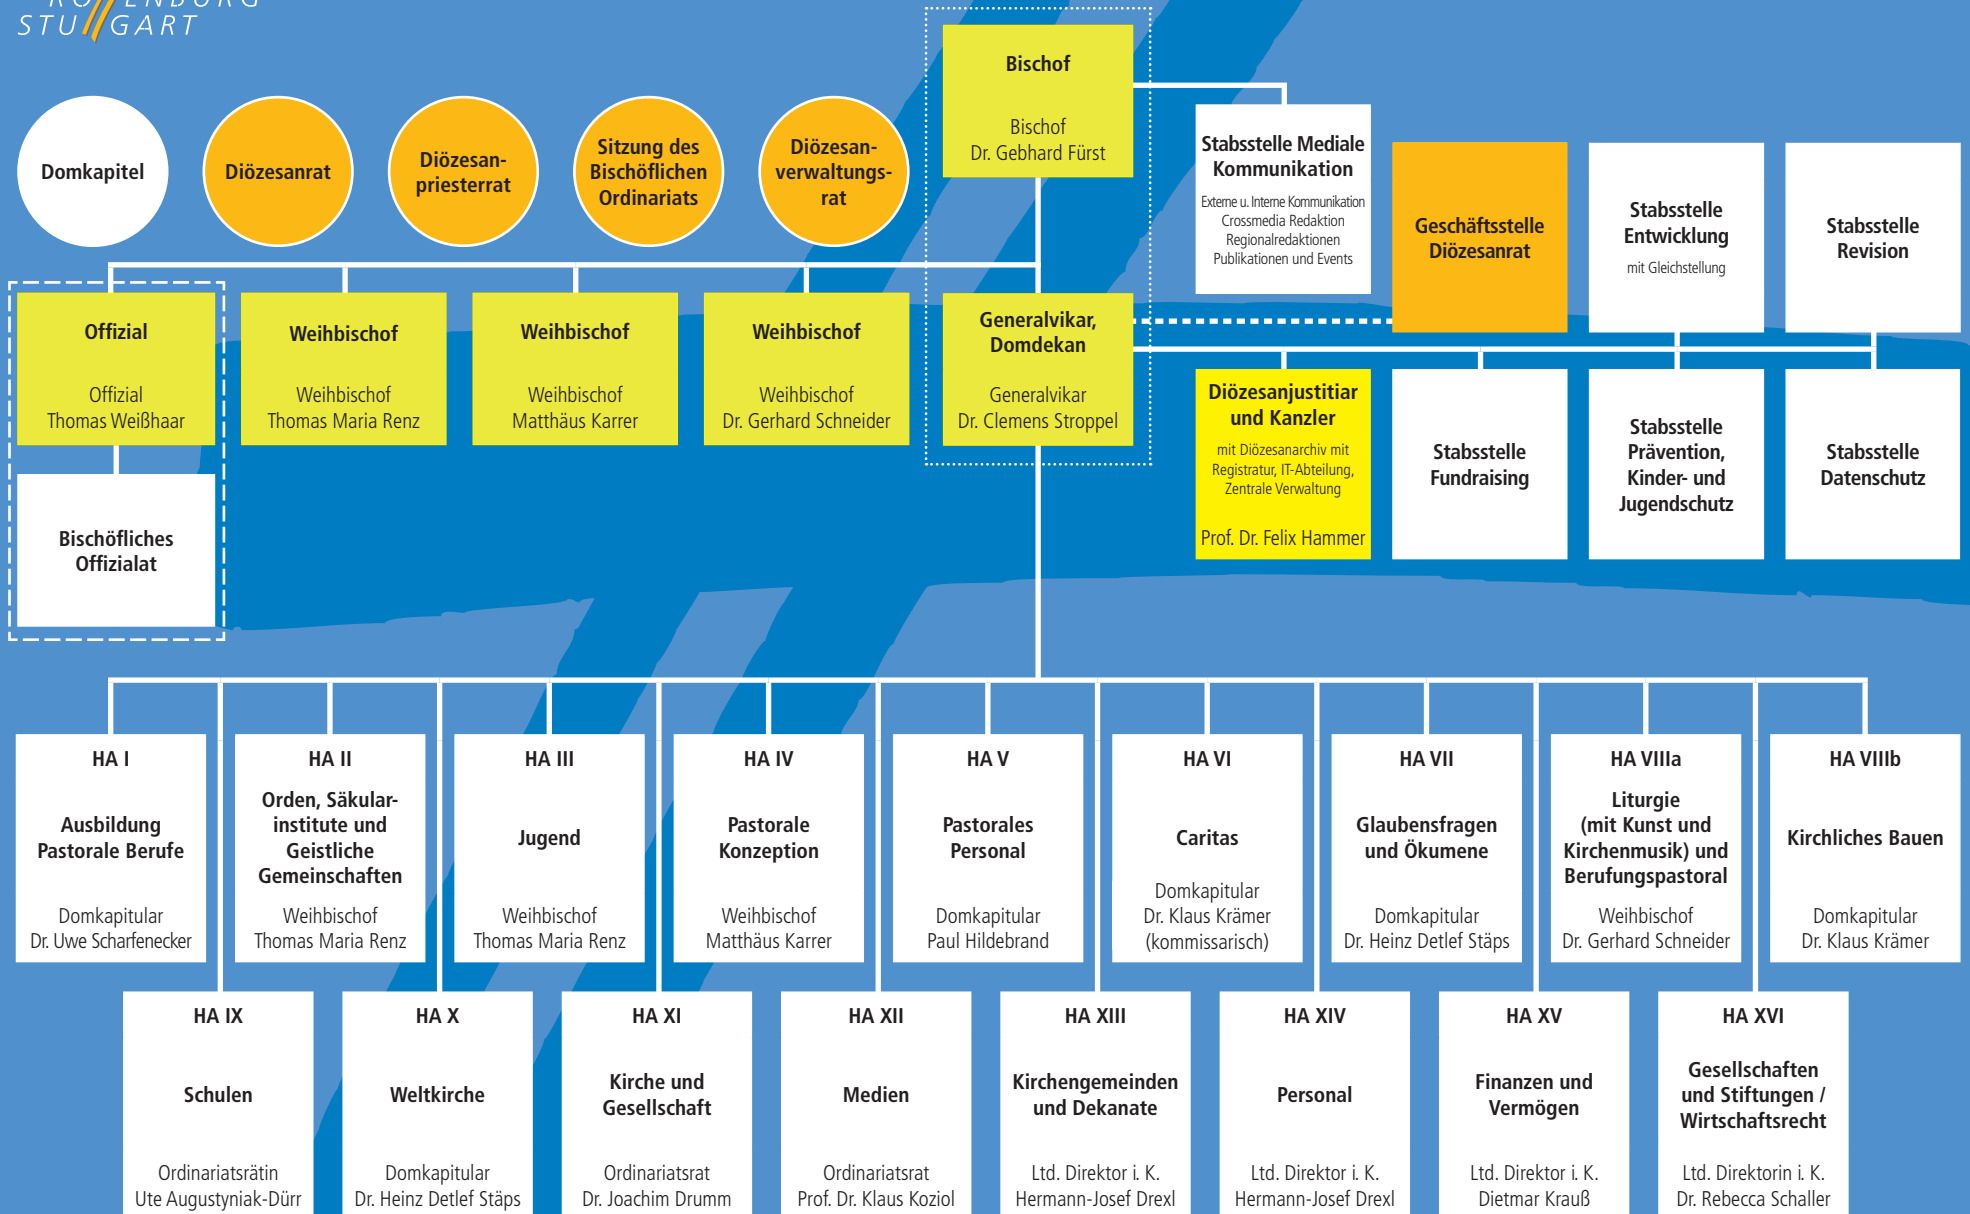 STUTTGART
Domkapitel
Diözesanrat
Diözesan-
priesterrat
Sitzung des
Bischöflichen
Ordinariats
Diözesan-
verwaltungs-
rat
Bischof
Bischof
Dr. Gebhard Fürst
Stabsstelle Mediale
Kommunikation
Externe u. Interne Kommunikation
Crossmedia Redaktion
Regionalredaktionen
Publikationen und Events
Geschäftsstelle
Diözesanrat
Stabsstelle
Entwicklung
mit Gleichstellung
Stabsstelle
Revision
Offizial
Offizial
Thomas Weißhaar
Weihbischof
Weihbischof
Thomas Maria Renz
Weihbischof
Weihbischof
Matthäus Karrer
Weihbischof
Weihbischof
Dr. Gerhard Schneider
Generalvikar,
Domdekan
Generalvikar
Dr. Clemens Stroppel
Diözesanjustitiar
und Kanzler
mit Diözesanarchiv mit
Registratur, IT-Abteilung,
Zentrale Verwaltung
Prof. Dr. Felix Hammer
Stabsstelle
Fundraising
Stabsstelle
Prävention,
Kinder- und
Jugendschutz
Stabsstelle
Datenschutz
Bischöfliches
Offizialat
HA I
Ausbildung
Pastorale Berufe
Domkapitular
Dr. Uwe Scharfenecker
HA II
Orden, Säkular-
institute und
Geistliche
Gemeinschaften
Weihbischof
Thomas Maria Renz
HA III
Jugend
Weihbischof
Thomas Maria Renz
HA IV
Pastorale
Konzeption
Weihbischof
Matthäus Karrer
HA V
Pastorales
Personal
Domkapitular
Paul Hildebrand
HA VI
Caritas
Domkapitular
Dr. Klaus Krämer
(kommissarisch)
HA VII
Glaubensfragen
und Ökumene
Domkapitular
Dr. Heinz Detlef Stäps
HA VIIIa
Liturgie
(mit Kunst und
Kirchenmusik) und
Berufungspastoral
Weihbischof
Dr. Gerhard Schneider
HA VIIIb
Kirchliches Bauen
Domkapitular
Dr. Klaus Krämer
HA IX
Schulen
Ordinariatsrätin
Ute Augustyniak-Dürr
HA X
Weltkirche
Domkapitular
Dr. Heinz Detlef Stäps
HA XI
Kirche und
Gesellschaft
Ordinariatsrat
Dr. Joachim Drumm
HA XII
Medien
Ordinariatsrat
Prof. Dr. Klaus Koziol
HA XIII
Kirchengemeinden
und Dekanate
Ltd. Direktor i. K.
Hermann-Josef Drexl
HA XIV
Personal
Ltd. Direktor i. K.
Hermann-Josef Drexl
HA XV
Finanzen und
Vermögen
Ltd. Direktor i. K.
Dietmar Krauß
HA XVI
Gesellschaften
und Stiftungen /
Wirtschaftsrecht
Ltd. Direktorin i. K.
Dr. Rebecca Schaller